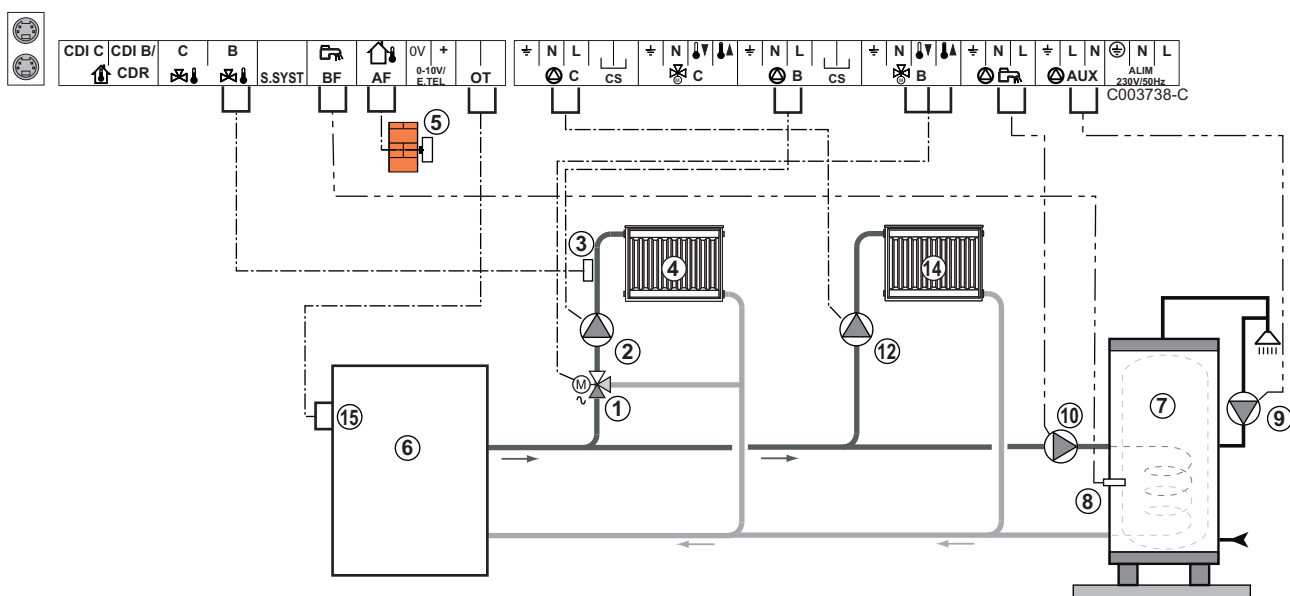 CDI C CDI B/ C B 0V + N L N N L N N L L N N L
CDR S.SYST BF AF 0-10V/ OT C CS C B CS B AUX ALIM
E.TEL 230V/50Hz
C003738-C
5
3
4
14
2
12
M
1
15
6
10
7
9
8